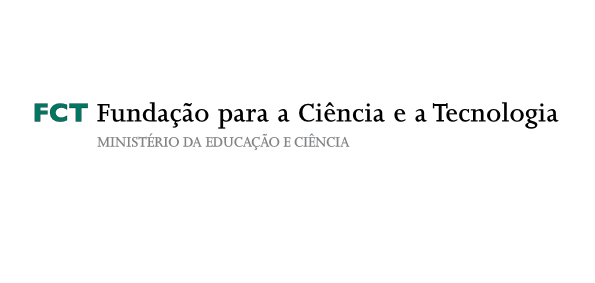 FCT Fundação para a Ciência e a Tecnologia
MINISTÉRIO DA EDUCAÇÃO E CIÊNCIA